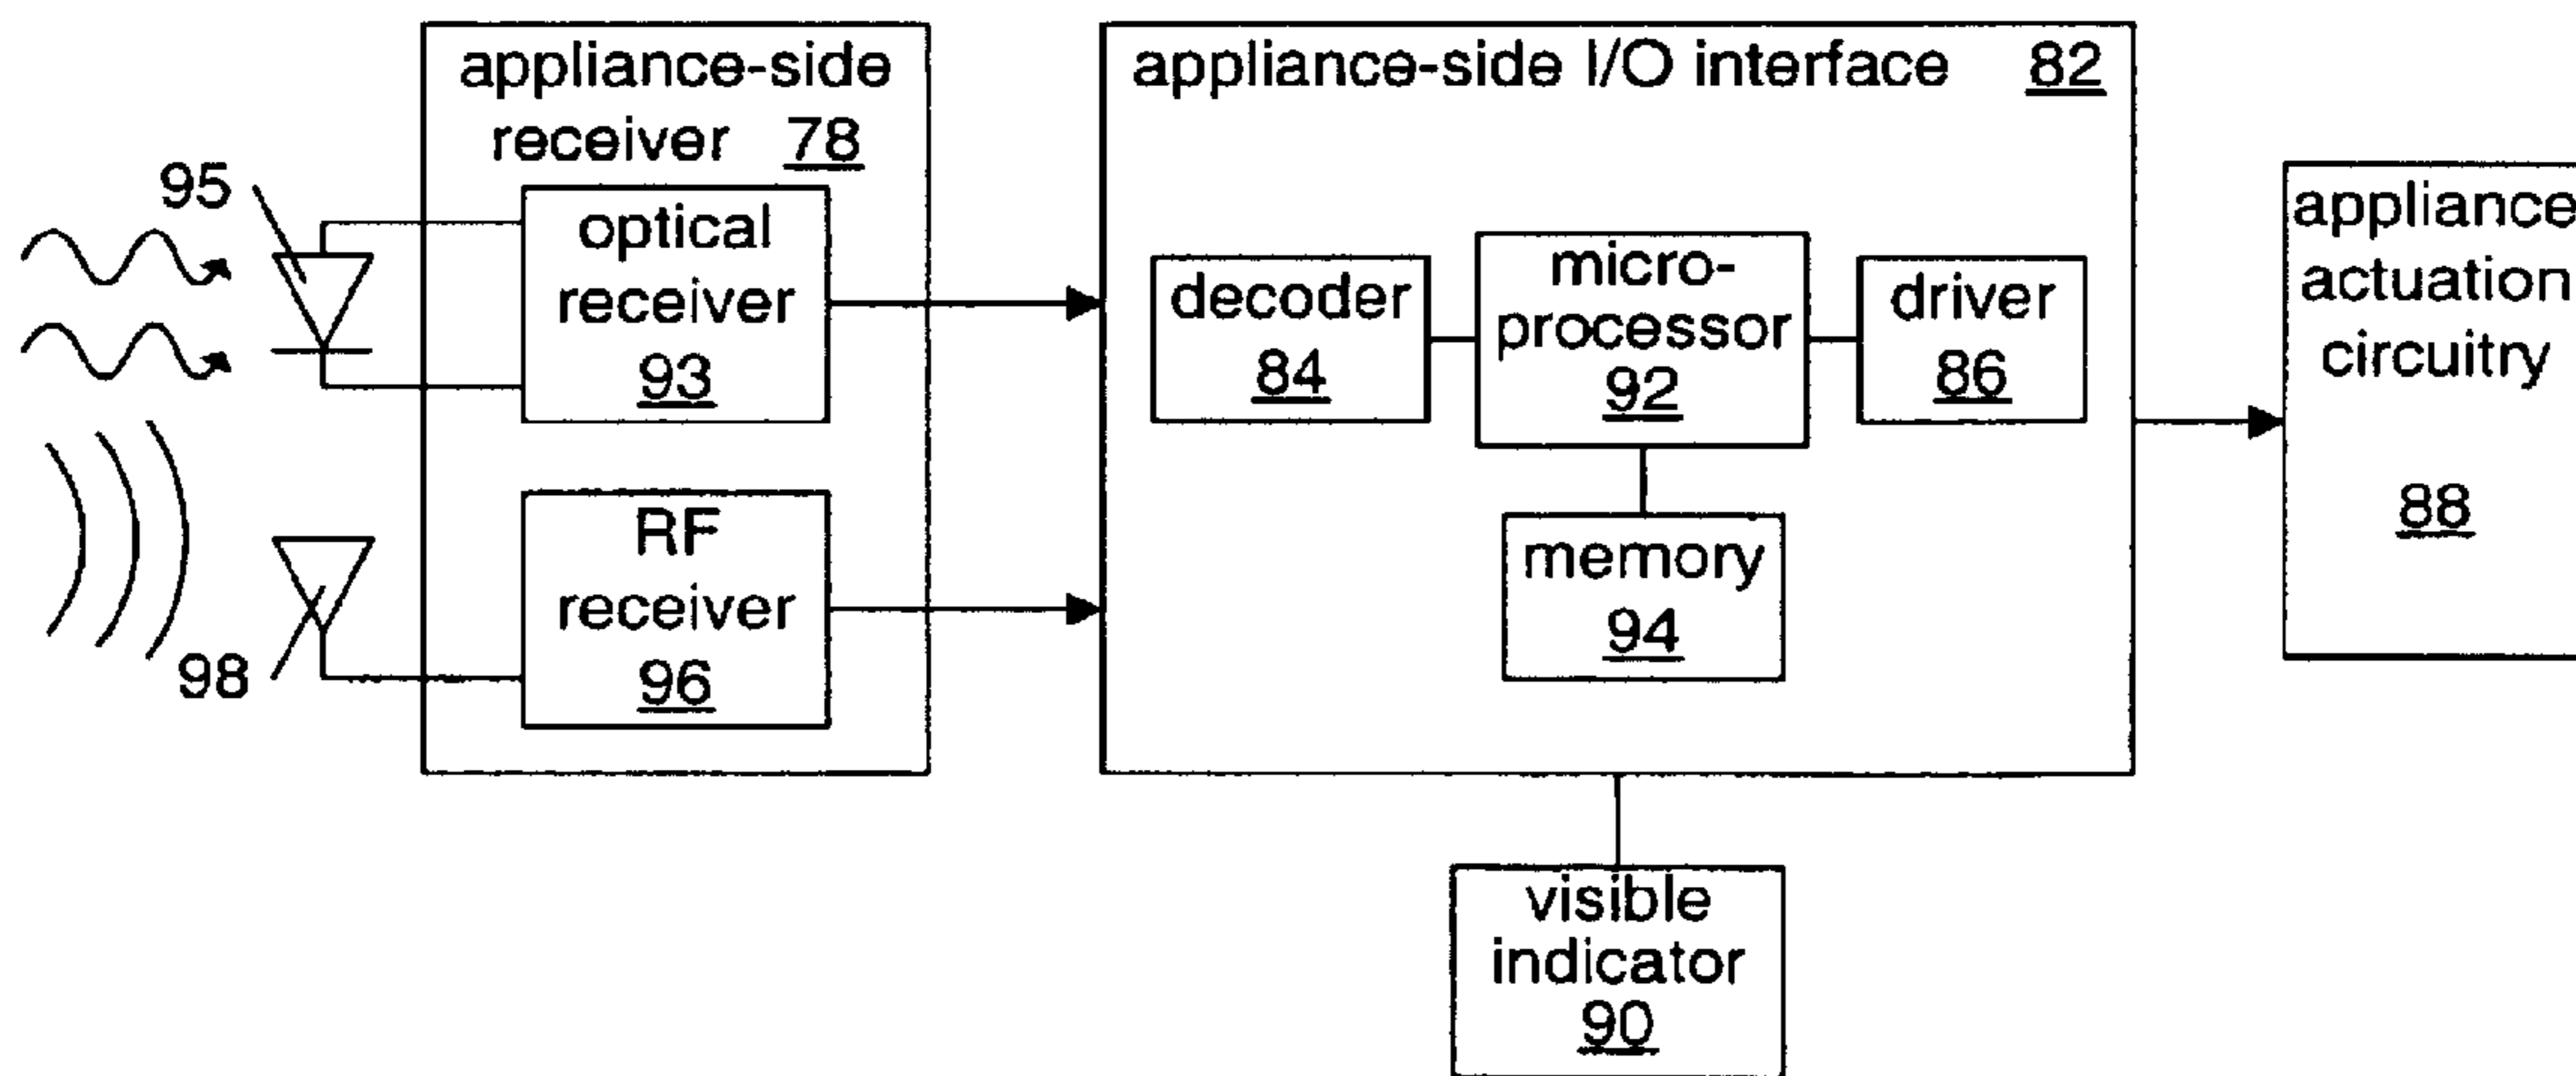 appliance-side
receiver 78
95
optical
receiver
93
RF
receiver
96
98
appliance-side I/O interface 82
decoder
84
micro-
processor
92
driver
86
memory
94
appliance
actuation
circuitry
88
visible
indicator
90